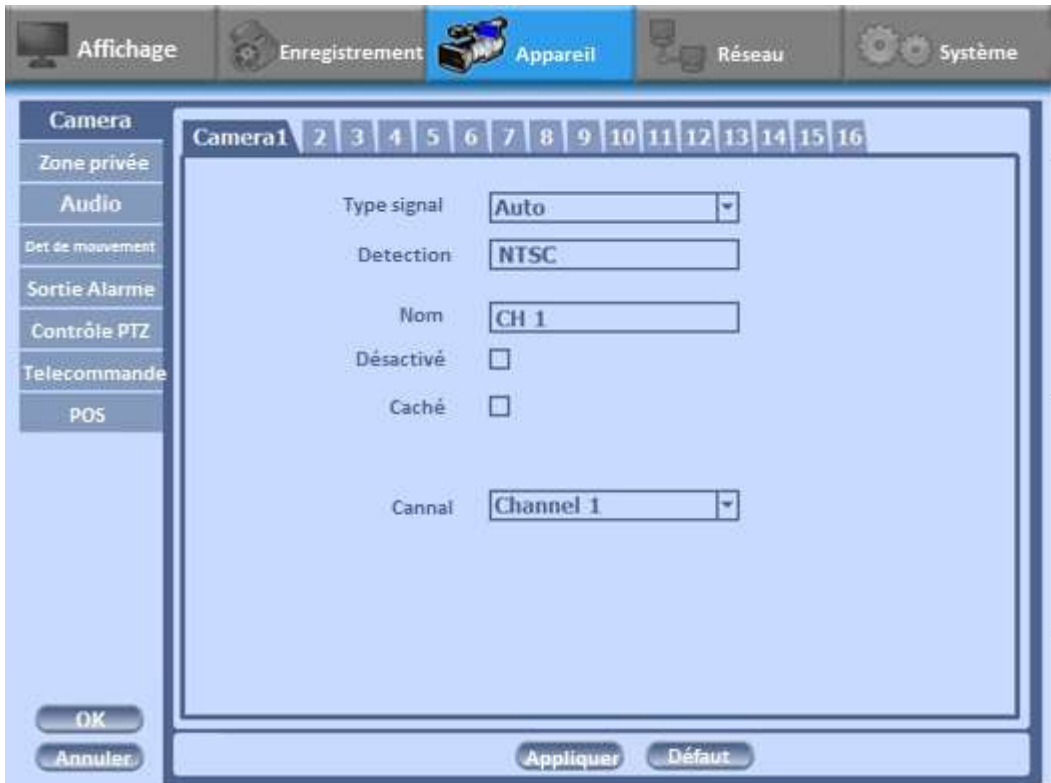 Affichage Enregistrement Appareil Réseau Système
Camera
Zone privée
Audio
Det de mouvement
Sortie Alarme
Contrôle PTZ
Telecommande
POS
Camera1 2 3 4 5 6 7 8 9 10 11 12 13 14 15 16
Type signal Auto
Detection NTSC
Nom CH 1
Désactivé
Caché
Cannal Channel 1
OK
Annuler
Appliquer Défaut